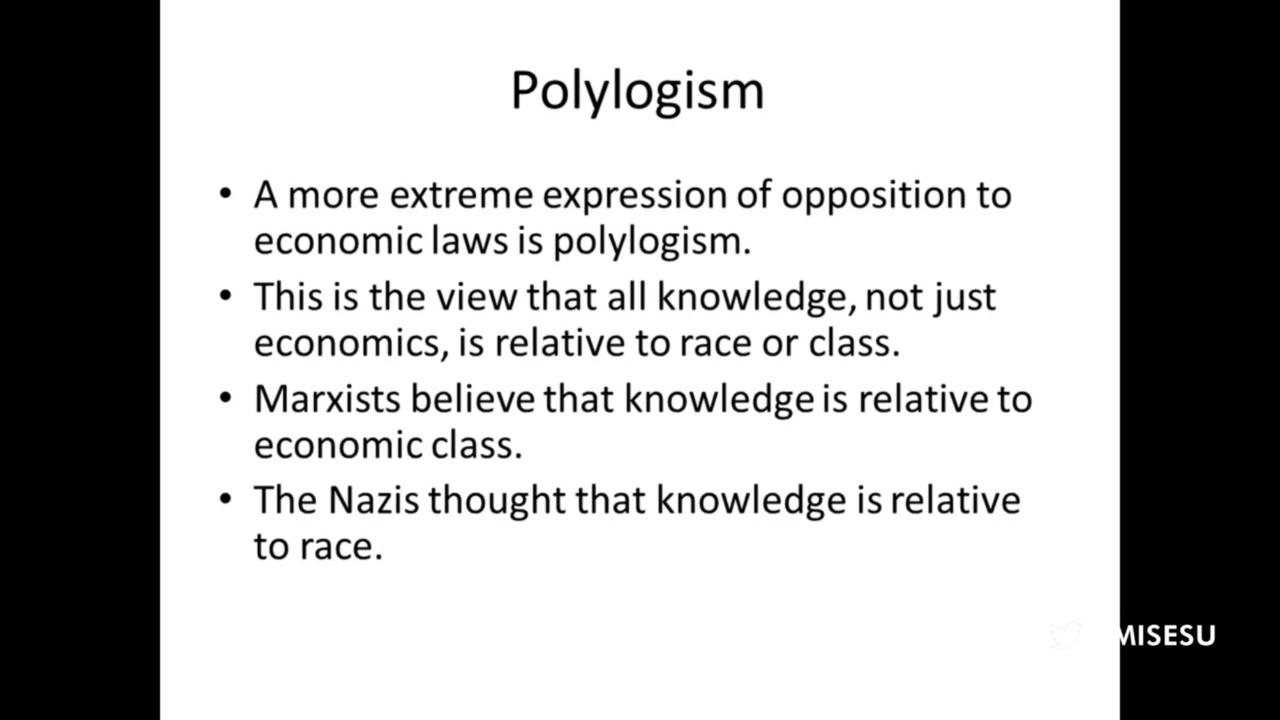 Polylogism
• A more extreme expression of opposition to
economic laws is polylogism.
• This is the view that all knowledge, not just
economics, is relative to race or class.
• Marxists believe that knowledge is relative to
economic class.
• The Nazis thought that knowledge is relative
to race.
MISESU